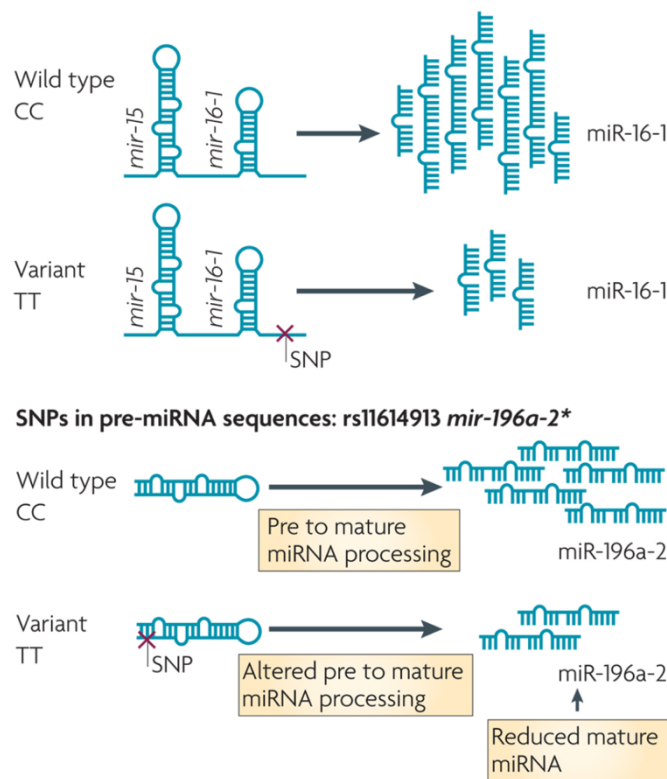 Wild type
CC
mir-15
mir-16-1
miR-16-1
Variant
TT
mir-15
mir-16-1
miR-16-1
SNP
SNPs in pre-miRNA sequences: rs11614913 mir-196a-2*
Wild type
CC
Pre to mature
miRNA processing
miR-196a-2
Variant
TT
SNP
Altered pre to mature
miRNA processing
miR-196a-2
Reduced mature
miRNA